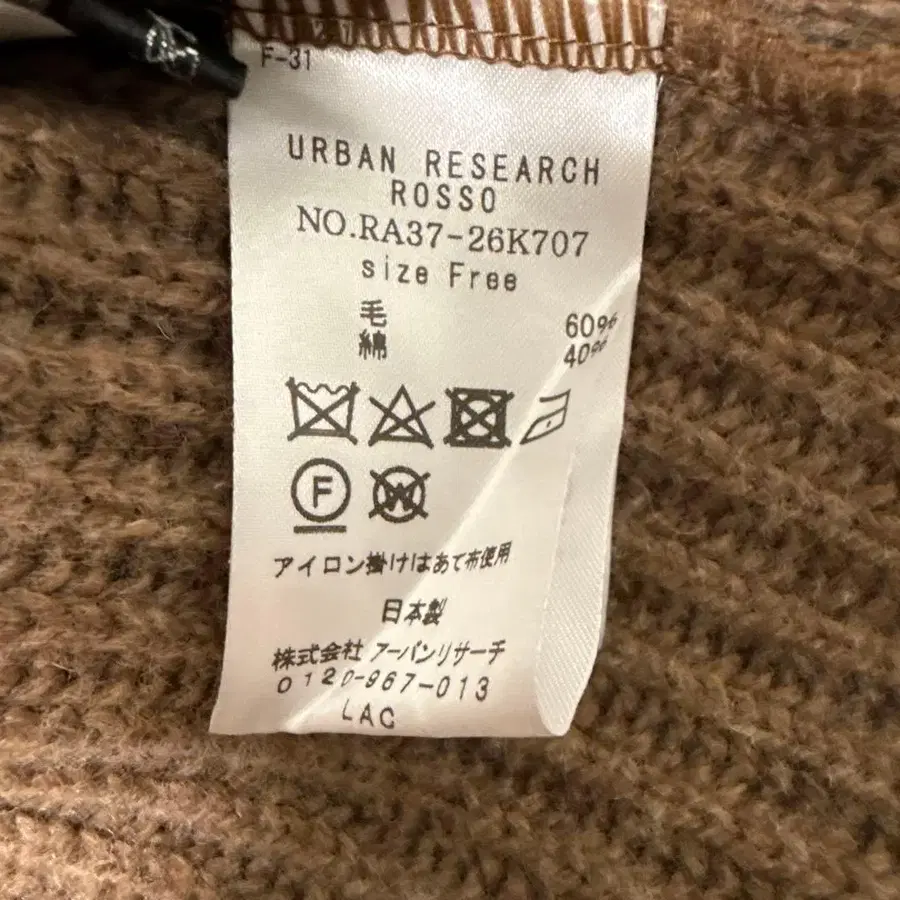 F-31
URBAN RESEARCH
ROSSO
NO.RA37-26K707
size Free
毛 60%
綿 40%
F W
アイロン掛けはあて布使用
日本製
株式会社 アーバンリサーチ
0120-967-013
LAC